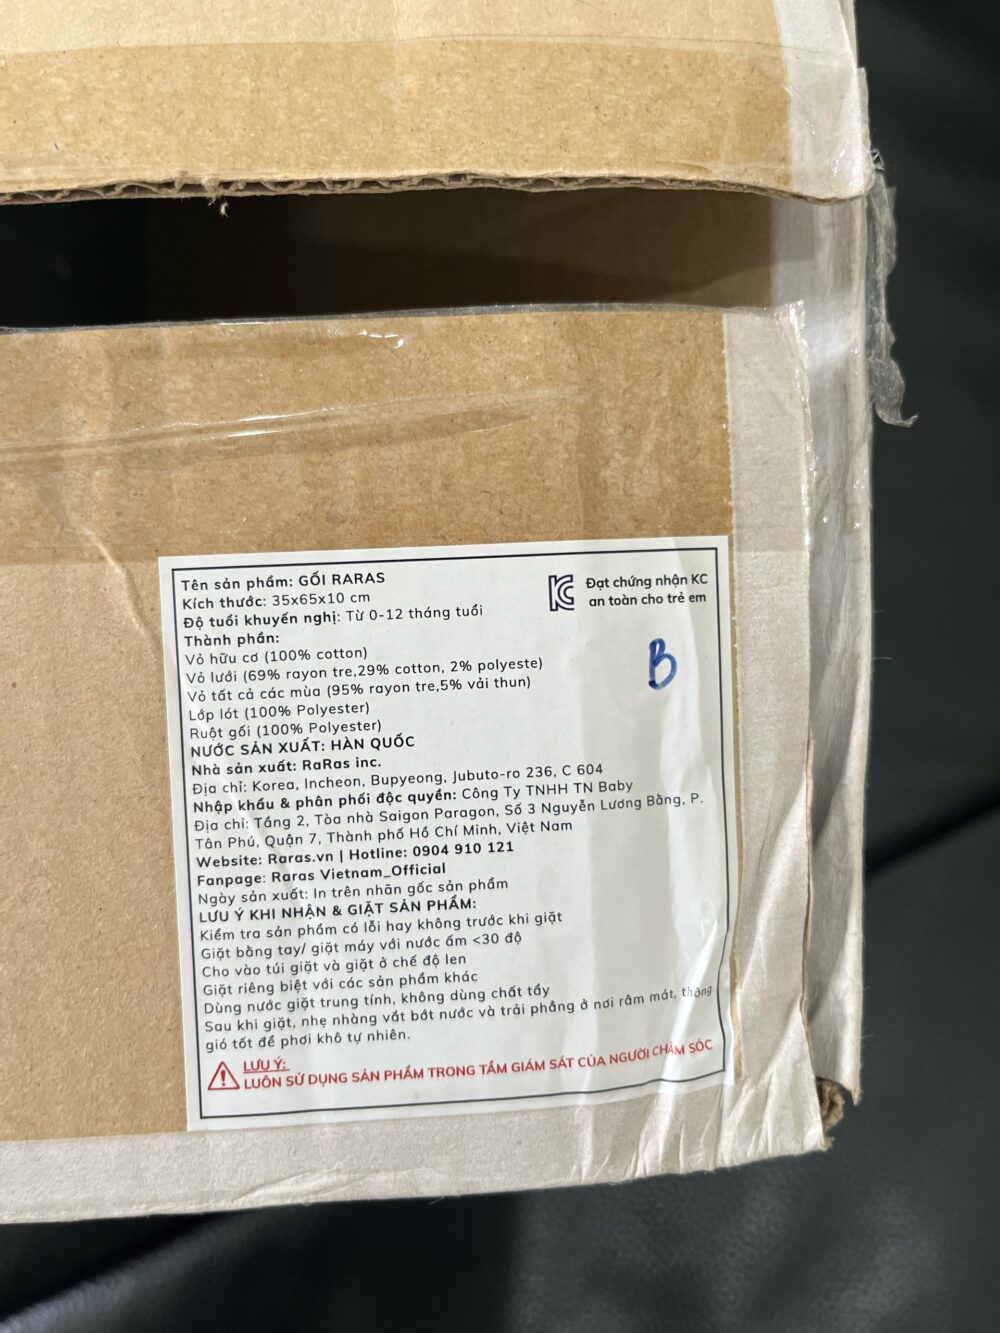 Tên sản phẩm: GỐI RARAS
Kích thước: 35x65x10 cm
Độ tuổi khuyến nghị: Từ 0-12 tháng tuổi
KC
Đạt chứng nhận KC
an toàn cho trẻ em
B
Thành phần:
Vỏ hữu cơ (100% cotton)
Vỏ lưới (69% rayon tre,29% cotton, 2% polyeste)
Vỏ tất cả các mùa (95% rayon tre,5% vải thun)
Lớp lót (100% Polyester)
Ruột gối (100% Polyester)
NƯỚC SẢN XUẤT: HÀN QUỐC
Nhà sản xuất: RaRas inc.
Địa chỉ: Korea, Incheon, Bupyeong, Jubuto-ro 236, C 604
Nhập khẩu & phân phối độc quyền: Công Ty TNHH TN Baby
Địa chỉ: Tầng 2, Tòa nhà Saigon Paragon, Số 3 Nguyễn Lương Bằng, P.
Tân Phú, Quận 7, Thành phố Hồ Chí Minh, Việt Nam
Website: Raras.vn | Hotline: 0904 910 121
Fanpage: Raras Vietnam_Official
Ngày sản xuất: In trên nhãn gốc sản phẩm
LƯU Ý KHI NHẬN & GIẶT SẢN PHẨM:
Kiểm tra sản phẩm có lỗi hay không trước khi giặt
Giặt bằng tay/ giặt máy với nước ấm <30 độ
Cho vào túi giặt và giặt ở chế độ len
Giặt riêng biệt với các sản phẩm khác
Dùng nước giặt trung tính, không dùng chất tẩy
Sau khi giặt, nhẹ nhàng vắt bớt nước và trải phẳng ở nơi râm mát, thông
gió tốt để phơi khô tự nhiên.
LƯU Ý:
LUÔN SỬ DỤNG SẢN PHẨM TRONG TẦM GIÁM SÁT CỦA NGƯỜI CHĂM SÓC